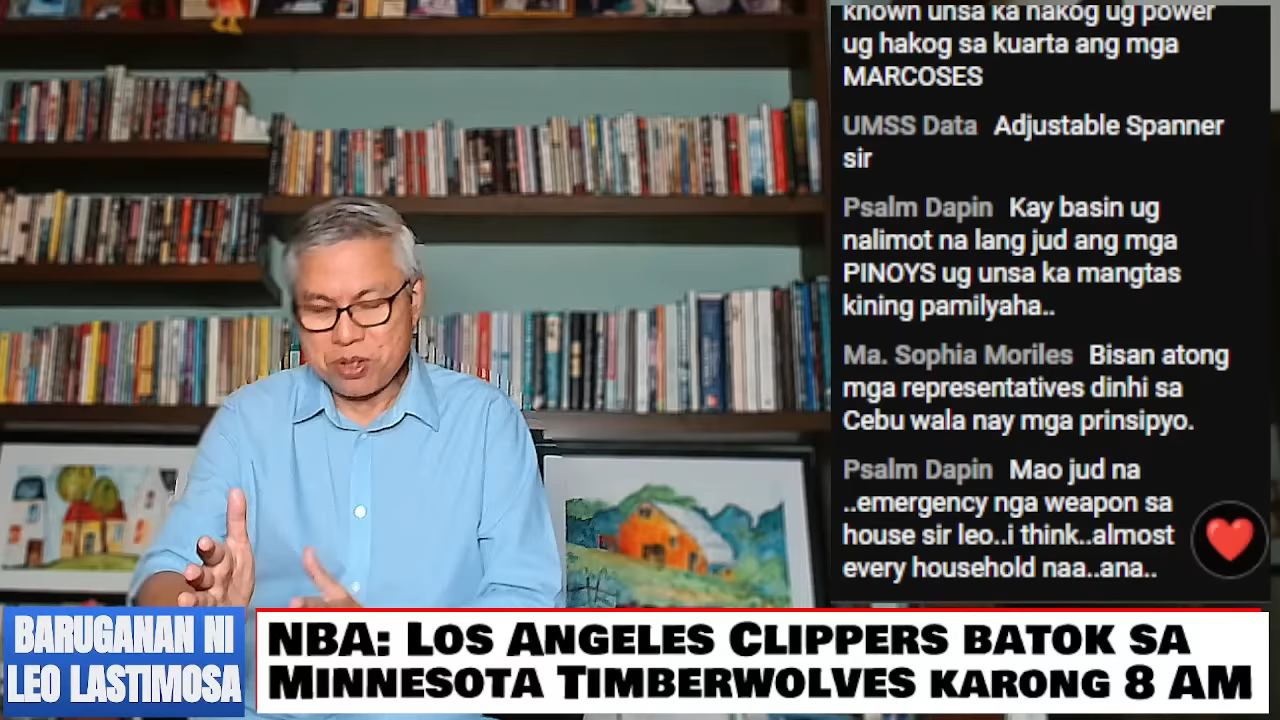 known unsa ka hakog ug power
ug hakog sa kuarta ang mga
MARCOSES
UMSS Data Adjustable Spanner
sir
Psalm Dapin Kay basin ug
nalimot na lang jud ang mga
PINOYS ug unsa ka mangtas
kining pamilyaha..
Ma. Sophia Moriles Bisan atong
mga representatives dinhi sa
Cebu wala nay mga prinsipyo.
Psalm Dapin Mao jud na
..emergency nga weapon sa
house sir leo..i think..almost
every household naa..ana..
BARUGANAN NI
LEO LASTIMOSA
NBA: LOS ANGELES CLIPPERS BATOK SA
MINNESOTA TIMBERWOLVES KARONG 8 AM